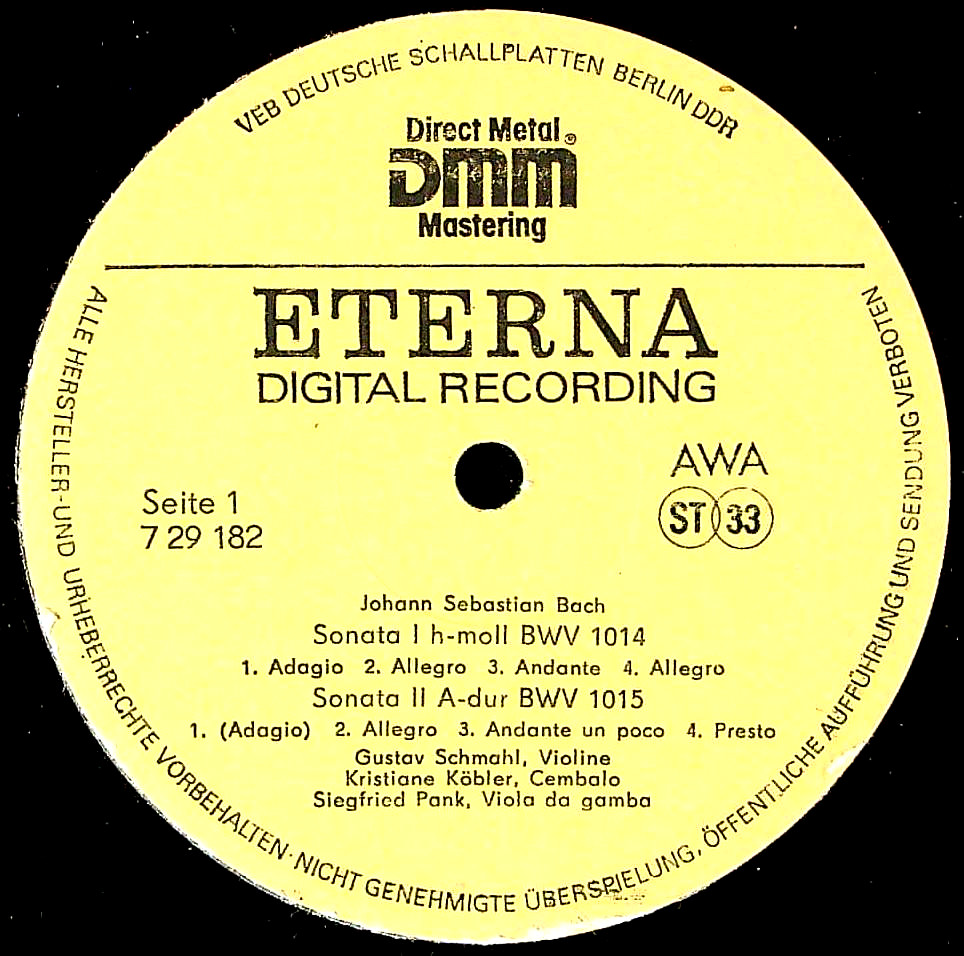 VEB DEUTSCHE SCHALLPLATTEN BERLIN DDR
Direct Metal ®
DMM
Mastering
ETERNA
DIGITAL RECORDING
AWA
ST 33
Seite 1
7 29 182
Johann Sebastian Bach
Sonata I h-moll BWV 1014
1. Adagio 2. Allegro 3. Andante 4. Allegro
Sonata II A-dur BWV 1015
1. (Adagio) 2. Allegro 3. Andante un poco 4. Presto
Gustav Schmahl, Violine
Kristiane Köbler, Cembalo
Siegfried Pank, Viola da gamba
ALLE HERSTELLER- UND URHEBERRECHTE VORBEHALTEN · NICHT GENEHMIGTE ÜBERSPIELUNG, ÖFFENTLICHE AUFFÜHRUNG UND SENDUNG VERBOTEN